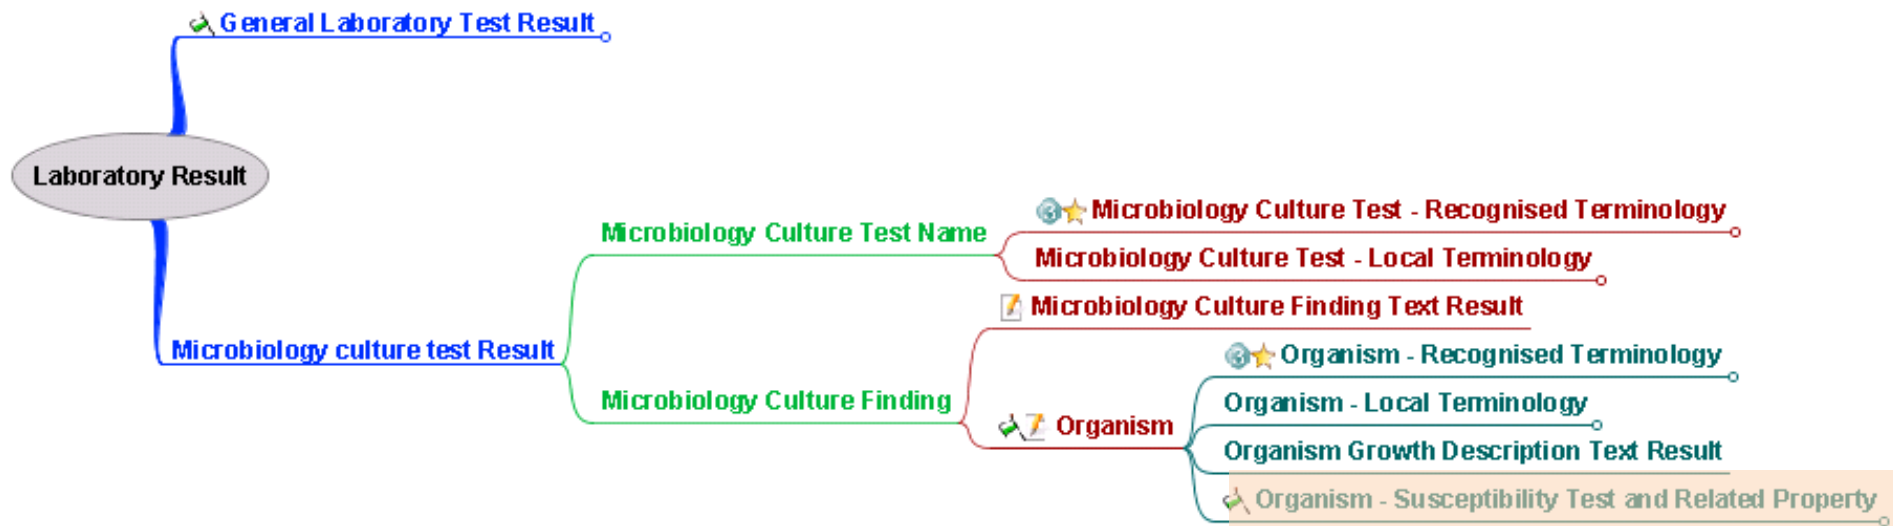 General Laboratory Test Result
Laboratory Result
Microbiology culture test Result
Microbiology Culture Test Name
Microbiology Culture Test - Recognised Terminology
Microbiology Culture Test - Local Terminology
Microbiology Culture Finding
Microbiology Culture Finding Text Result
Organism
Organism - Recognised Terminology
Organism - Local Terminology
Organism Growth Description Text Result
Organism - Susceptibility Test and Related Property